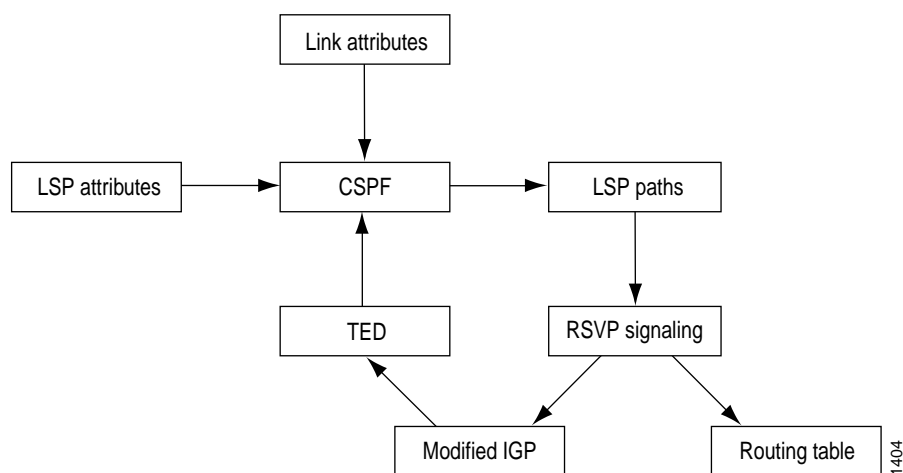 Link attributes
LSP attributes
CSPF
LSP paths
TED
RSVP signaling
Modified IGP
Routing table
1404